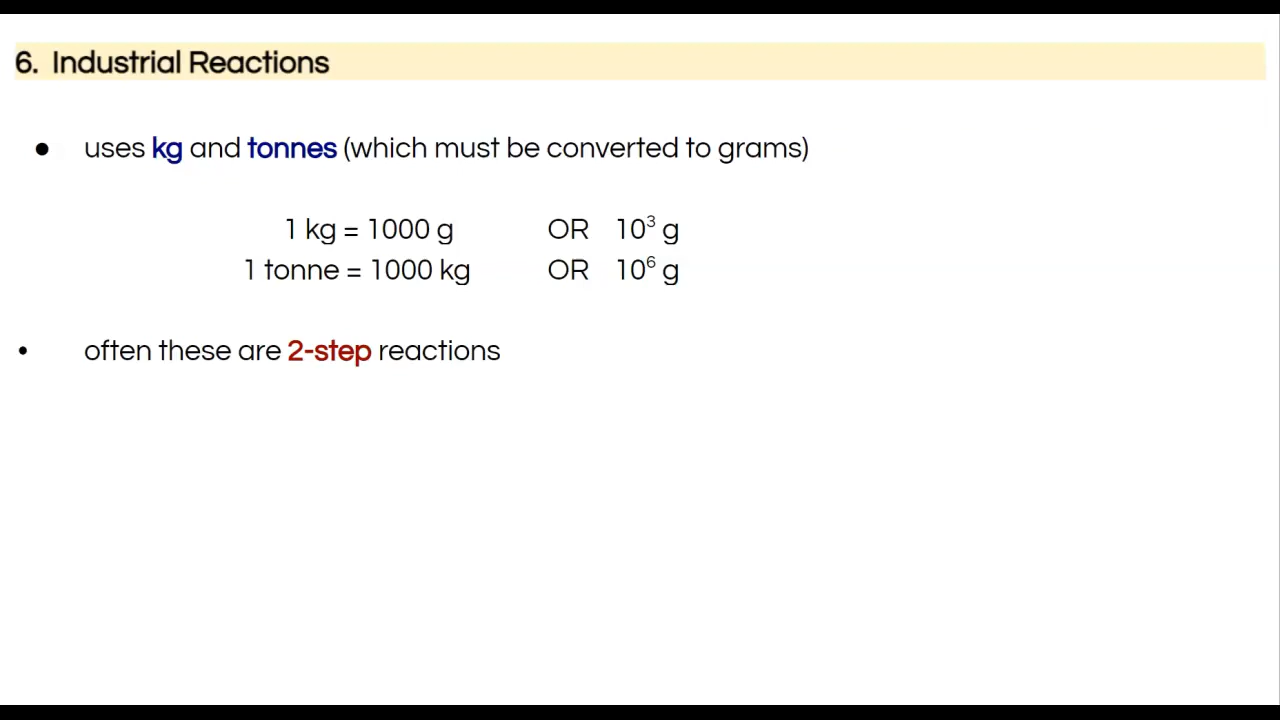 6. Industrial Reactions
● uses kg and tonnes (which must be converted to grams)
1 kg = 1000 g OR 10³ g
1 tonne = 1000 kg OR 10⁶ g
• often these are 2-step reactions